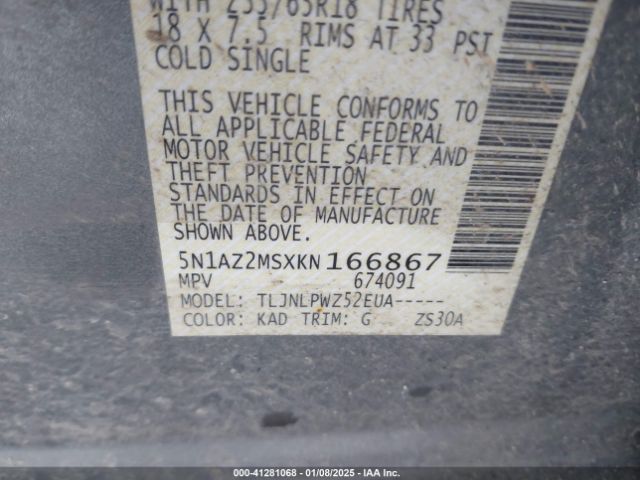 WITH 235/65R18 TIRES
18 X 7.5 RIMS AT 33 PSI
COLD SINGLE
THIS VEHICLE CONFORMS TO
ALL APPLICABLE FEDERAL
MOTOR VEHICLE SAFETY AND
THEFT PREVENTION
STANDARDS IN EFFECT ON
THE DATE OF MANUFACTURE
SHOWN ABOVE.
5N1AZ2MSXKN166867
MPV 674091
MODEL: TLJNLPWZ52EUA-----
COLOR: KAD TRIM: G ZS30A
000-41281068 | 01/08/2025 - IAA Inc.